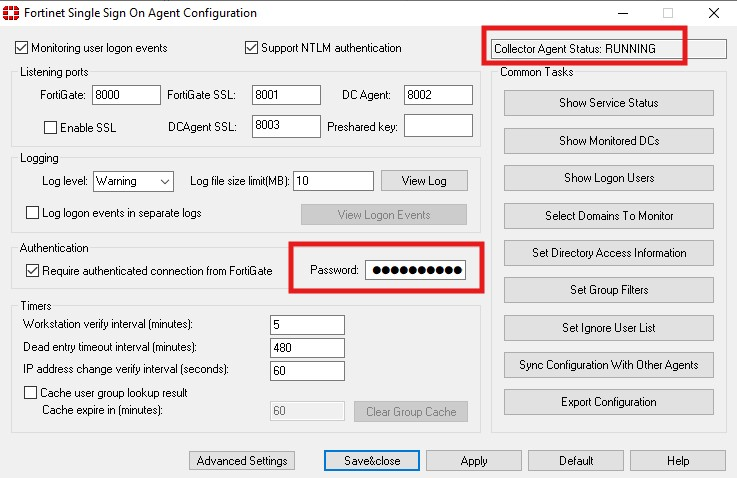 Fortinet Single Sign On Agent Configuration
Monitoring user logon events
Support NTLM authentication
Collector Agent Status: RUNNING
Listening ports
FortiGate: 8000 FortiGate SSL: 8001 DC Agent: 8002
Enable SSL DCAgent SSL: 8003 Preshared key:
Logging
Log level: Warning Log file size limit(MB): 10 View Log
Log logon events in separate logs View Logon Events
Authentication
Require authenticated connection from FortiGate Password: ●●●●●●●●●●
Timers
Workstation verify interval (minutes): 5
Dead entry timeout interval (minutes): 480
IP address change verify interval (seconds): 60
Cache user group lookup result
Cache expire in (minutes): 60 Clear Group Cache
Common Tasks
Show Service Status
Show Monitored DCs
Show Logon Users
Select Domains To Monitor
Set Directory Access Information
Set Group Filters
Set Ignore User List
Sync Configuration With Other Agents
Export Configuration
Advanced Settings Save&close Apply Default Help